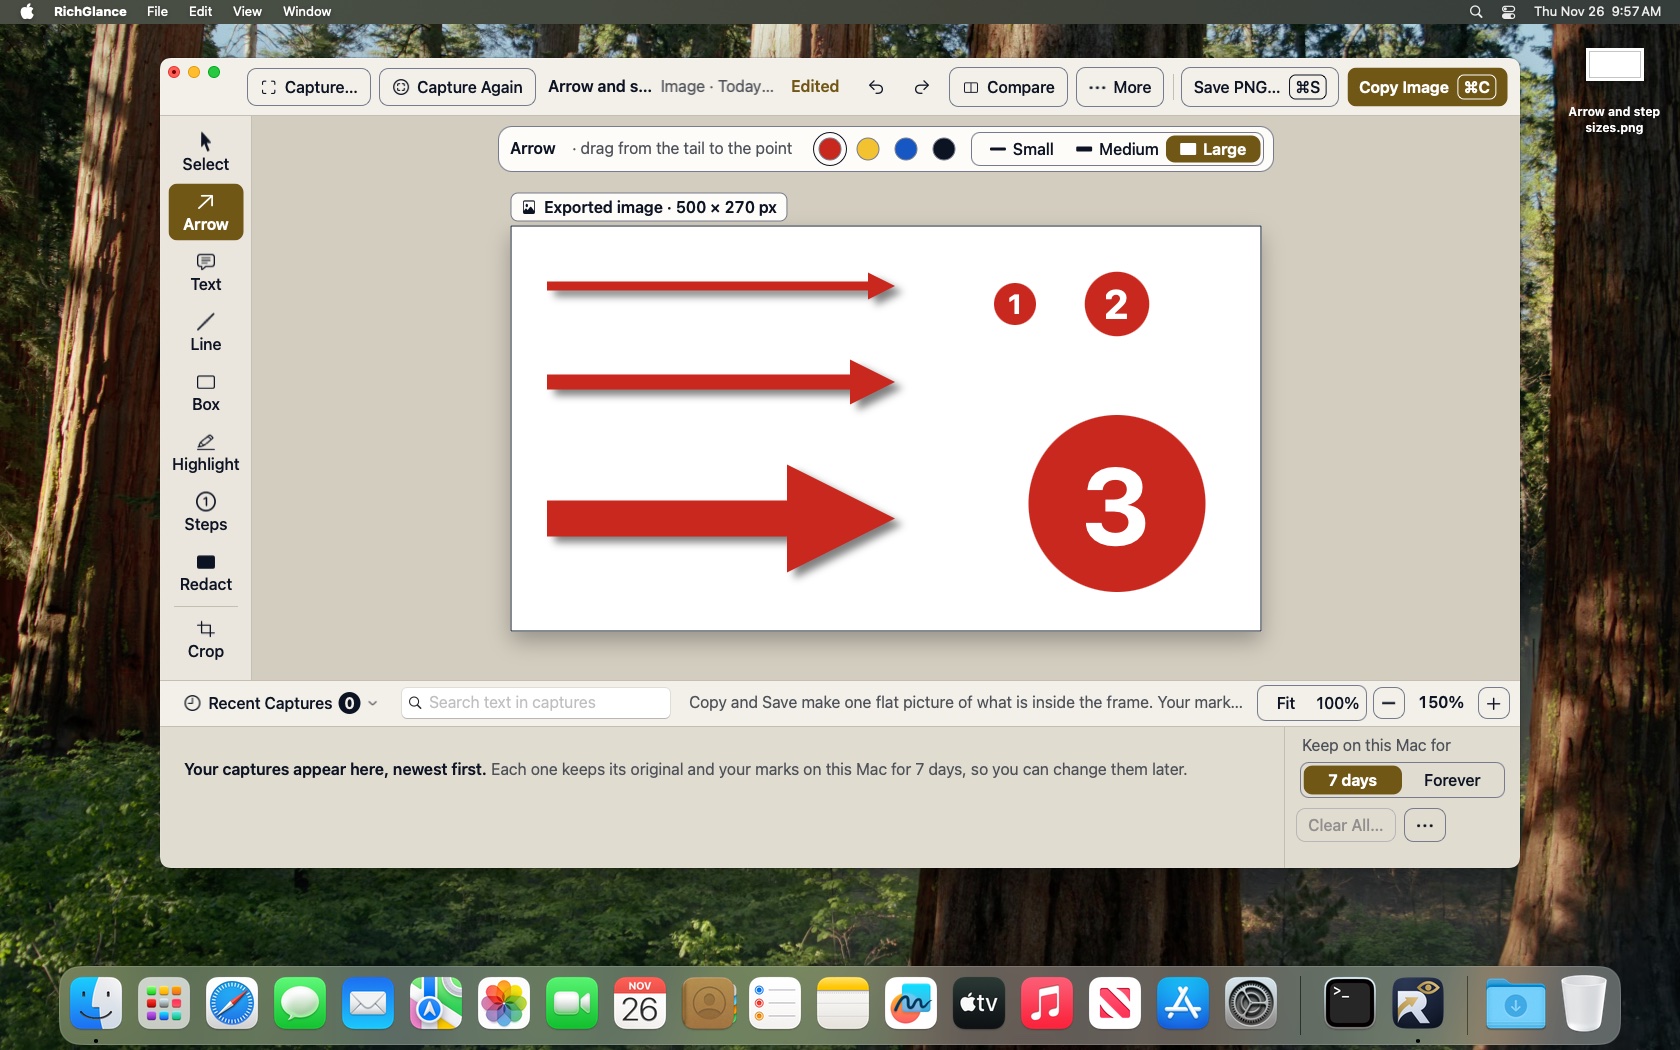 RichGlance File Edit View Window Thu Nov 26 9:57 AM
Capture... Capture Again Arrow and s... Image · Today... Edited Compare ··· More Save PNG... ⌘S Copy Image ⌘C
Arrow and step
sizes.png
Select
Arrow
Text
Line
Box
Highlight
1
Steps
Redact
Crop
Arrow · drag from the tail to the point Small Medium Large
Exported image · 500 × 270 px
1 2
3
Recent Captures 0 Search text in captures Copy and Save make one flat picture of what is inside the frame. Your mark... Fit 100% − 150% +
Your captures appear here, newest first. Each one keeps its original and your marks on this Mac for 7 days, so you can change them later.
Keep on this Mac for
7 days Forever
Clear All... ···
NOV
26
tv
>_
R